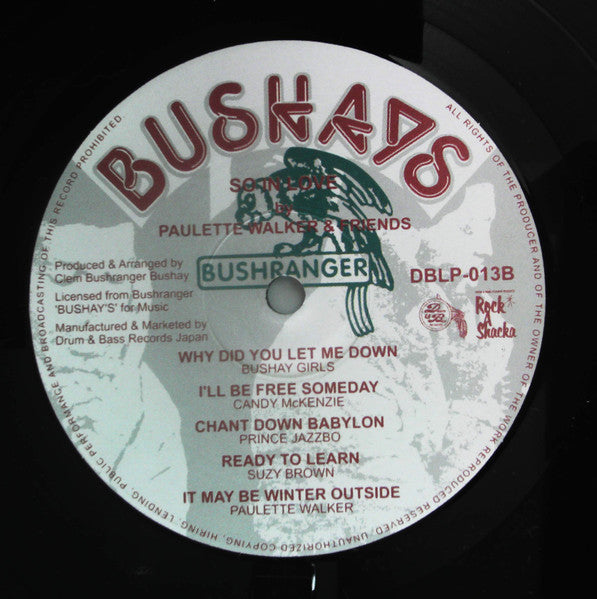 BUSHAYS
SO IN LOVE
by
PAULETTE WALKER & FRIENDS
BUSHRANGER
DBLP-013B
Produced & Arranged by
Clem Bushranger Bushay
Licensed from Bushranger
'BUSHAY'S' for Music
Manufactured & Marketed by
Drum & Bass Records Japan
Rock
A
Shacka
WHY DID YOU LET ME DOWN
BUSHAY GIRLS
I'LL BE FREE SOMEDAY
CANDY McKENZIE
CHANT DOWN BABYLON
PRINCE JAZZBO
READY TO LEARN
SUZY BROWN
IT MAY BE WINTER OUTSIDE
PAULETTE WALKER
ALL RIGHTS OF THE PRODUCER AND OF THE OWNER OF THE WORK REPRODUCED RESERVED. UNAUTHORIZED COPYING, HIRING, LENDING, PUBLIC PERFORMANCE AND BROADCASTING OF THIS RECORD PROHIBITED.